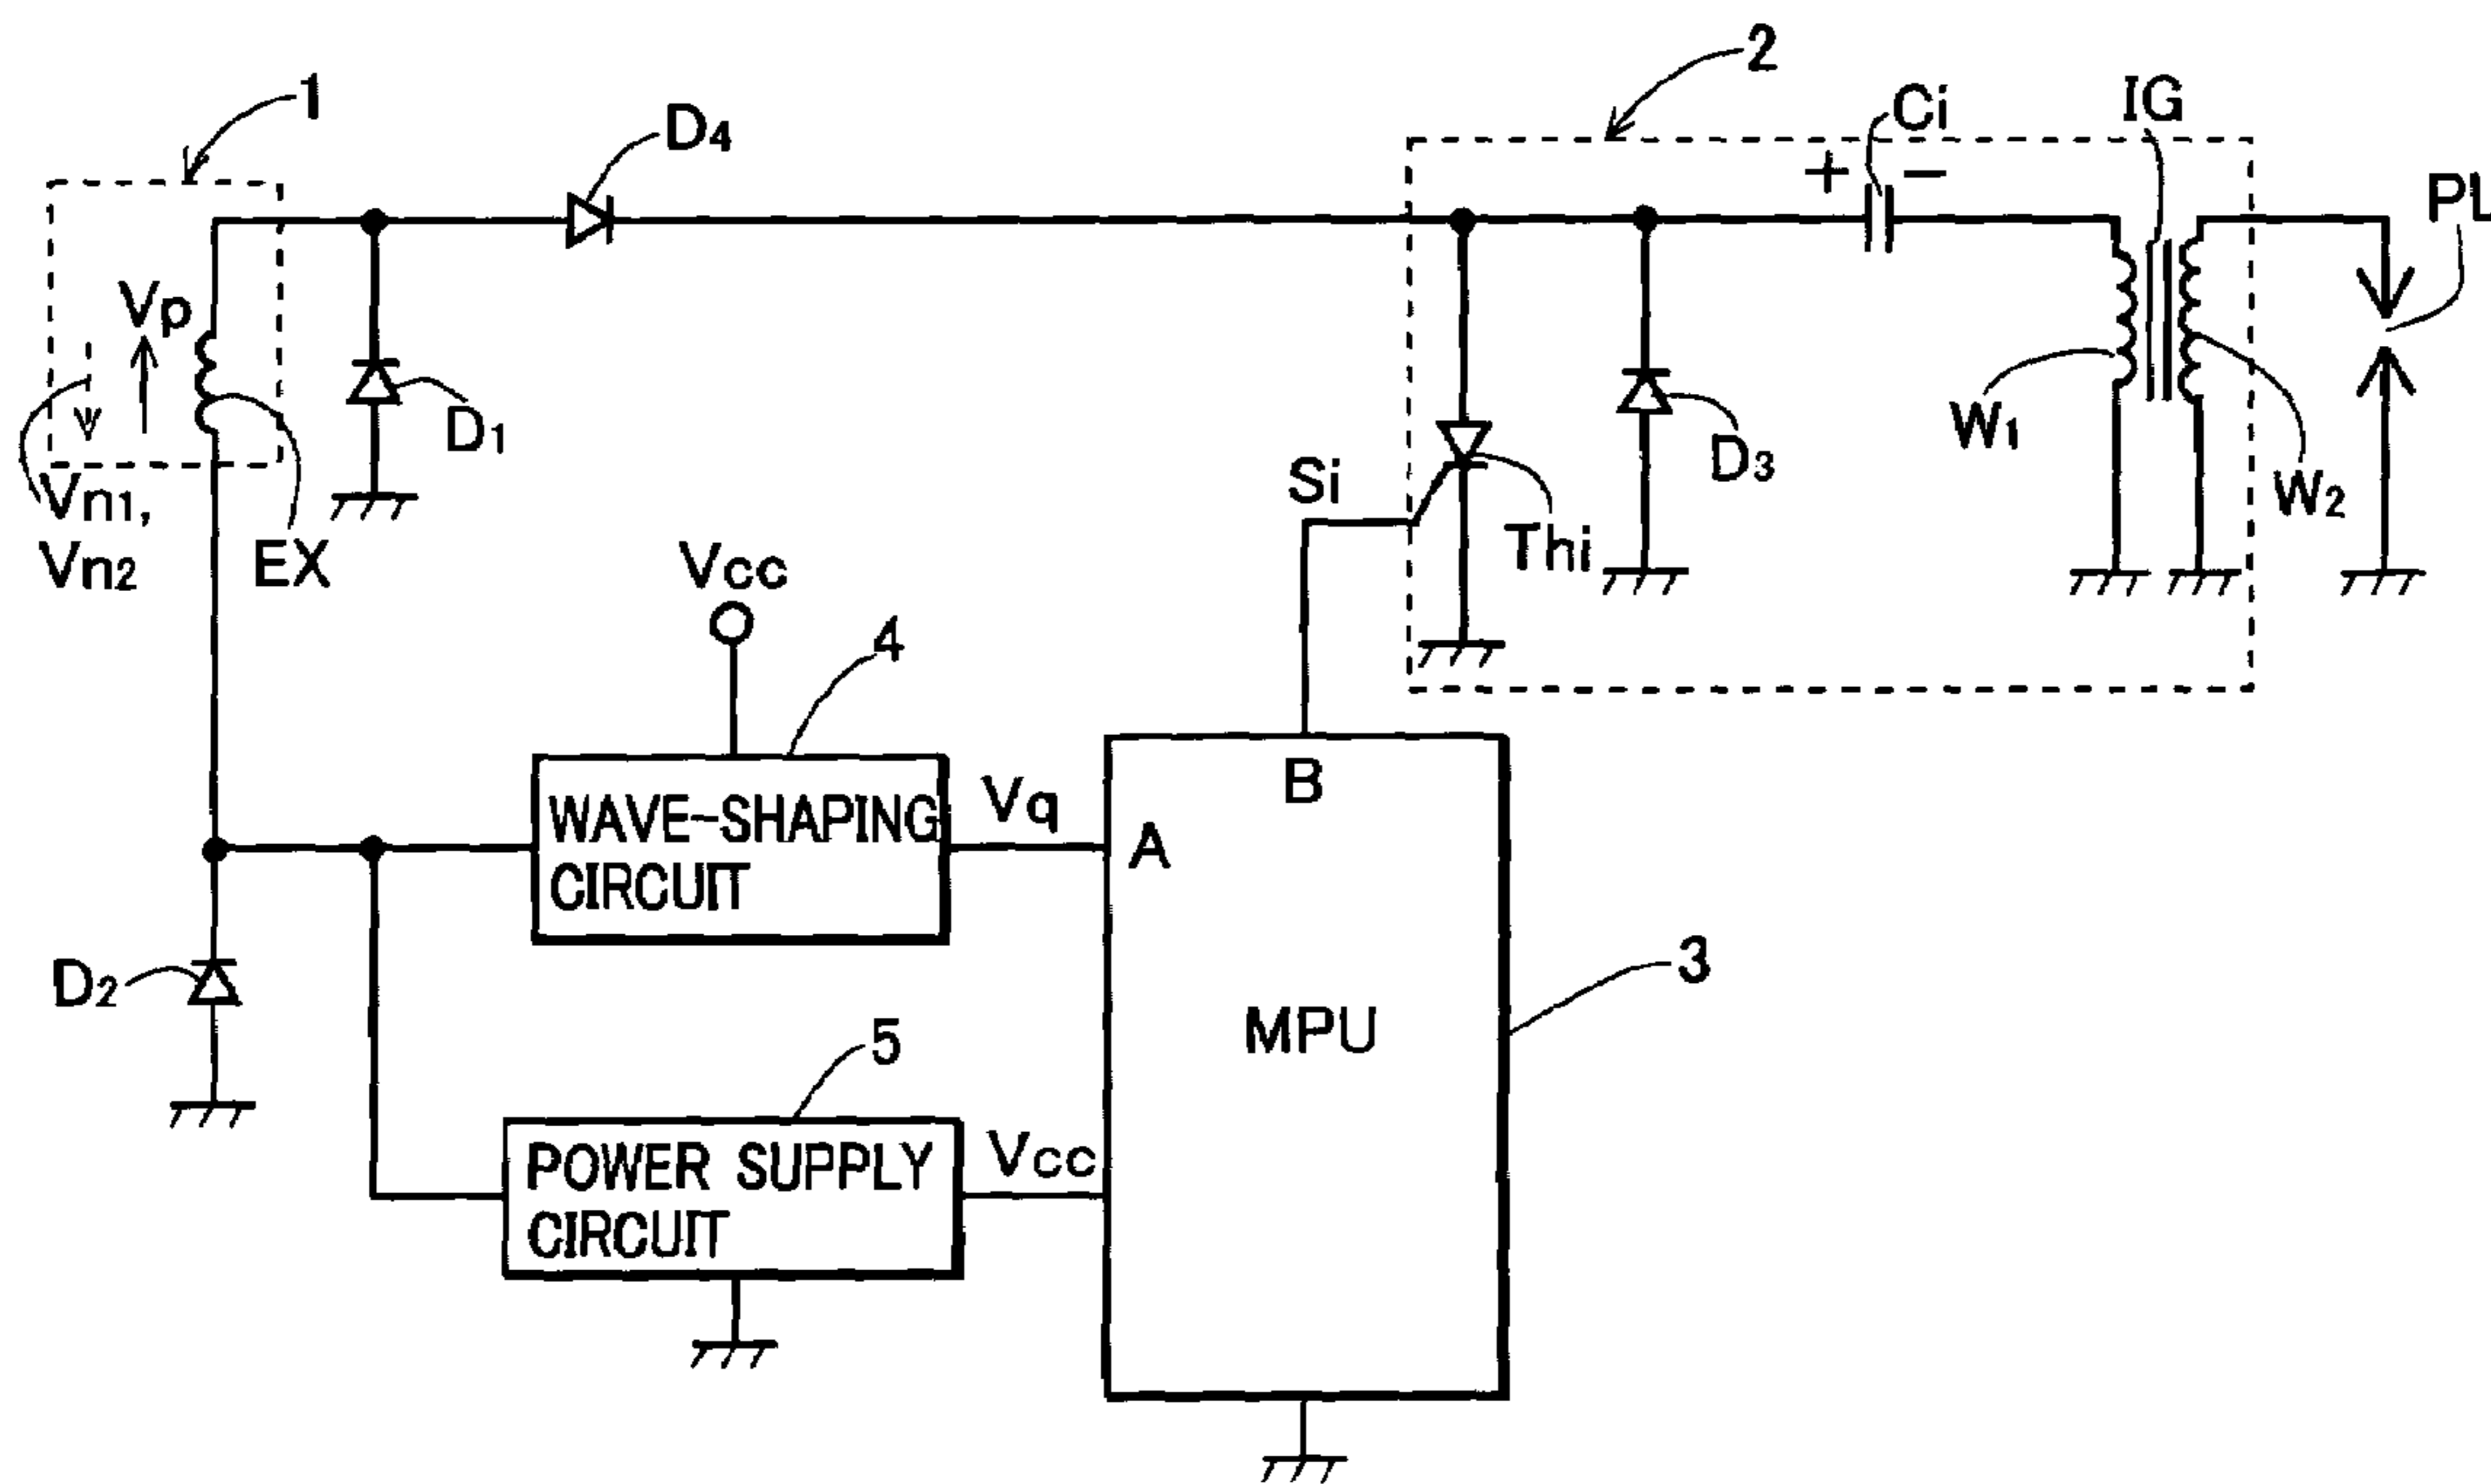 1
2
D4
Ci
IG
+
−
PL
Vp
D1
D3
W1
W2
Vn1,
Vn2
EX
Si
Thi
Vcc
4
WAVE-SHAPING
CIRCUIT
Vq
A
B
MPU
3
D2
5
POWER SUPPLY
CIRCUIT
Vcc